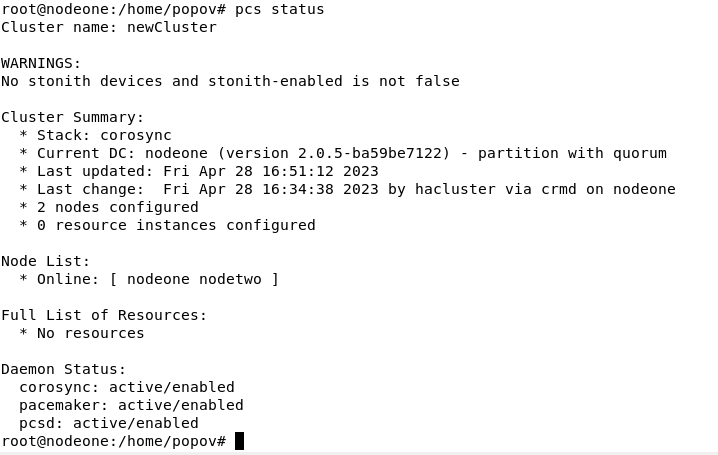 root@nodeone:/home/popov# pcs status
Cluster name: newCluster

WARNINGS:
No stonith devices and stonith-enabled is not false

Cluster Summary:
  * Stack: corosync
  * Current DC: nodeone (version 2.0.5-ba59be7122) - partition with quorum
  * Last updated: Fri Apr 28 16:51:12 2023
  * Last change:  Fri Apr 28 16:34:38 2023 by hacluster via crmd on nodeone
  * 2 nodes configured
  * 0 resource instances configured

Node List:
  * Online: [ nodeone nodetwo ]

Full List of Resources:
  * No resources

Daemon Status:
  corosync: active/enabled
  pacemaker: active/enabled
  pcsd: active/enabled
root@nodeone:/home/popov#